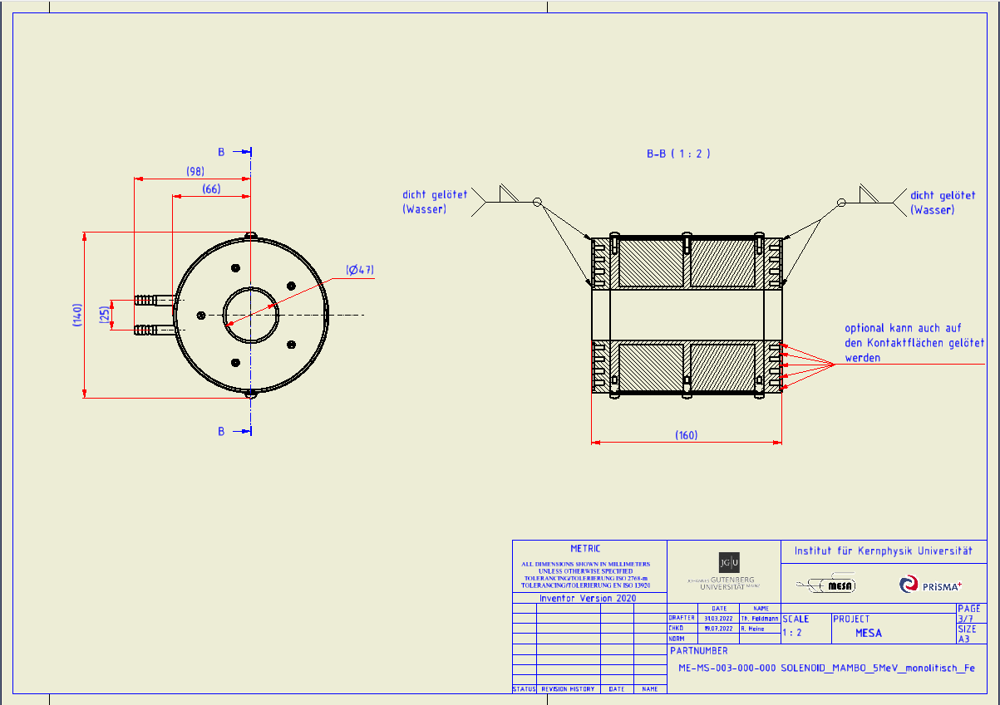 B
B-B ( 1 : 2 )
(98)
(66)
dicht gelötet
(Wasser)
dicht gelötet
(Wasser)
(Ø47)
(140)
(25)
optional kann auch auf
den Kontaktflächen gelötet
werden
B
(160)
METRIC
ALL DIMENSIONS SHOWN IN MILLIMETERS
UNLESS OTHERWISE SPECIFIED
TOLERANCING/TOLERIERUNG ISO 2768-m
TOLERANCING/TOLERIERUNG EN ISO 13920
Inventor Version 2020
JG|U
JOHANNES GUTENBERG
UNIVERSITÄT MAINZ
Institut für Kernphysik Universität
MESA
PRISMA+
DATE NAME
DRAFTER 31.03.2022 Th. Feldmann
CHKD 19.07.2022 R. Heine
NORM
SCALE
1 : 2
PROJECT
MESA
PAGE
3/7
SIZE
A3
PARTNUMBER
ME-MS-003-000-000 SOLENOID_MAMBO_5MeV_monolitisch_Fe
STATUS REVISION HISTORY DATE NAME